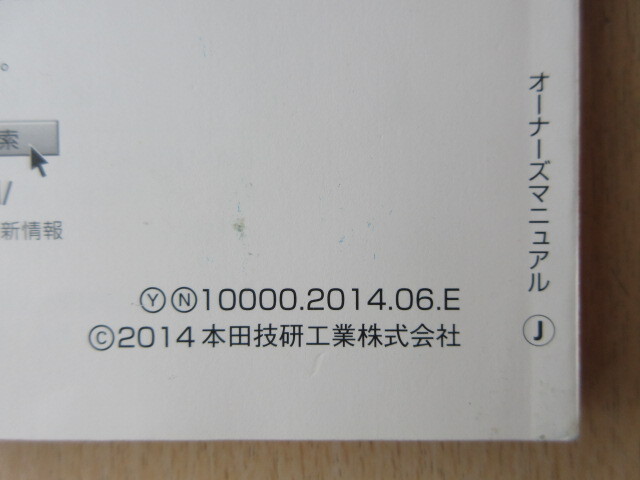 。
索
新情報
ⓎⓃ10000.2014.06.E
©2014 本田技研工業株式会社
オーナーズマニュアル Ⓙ